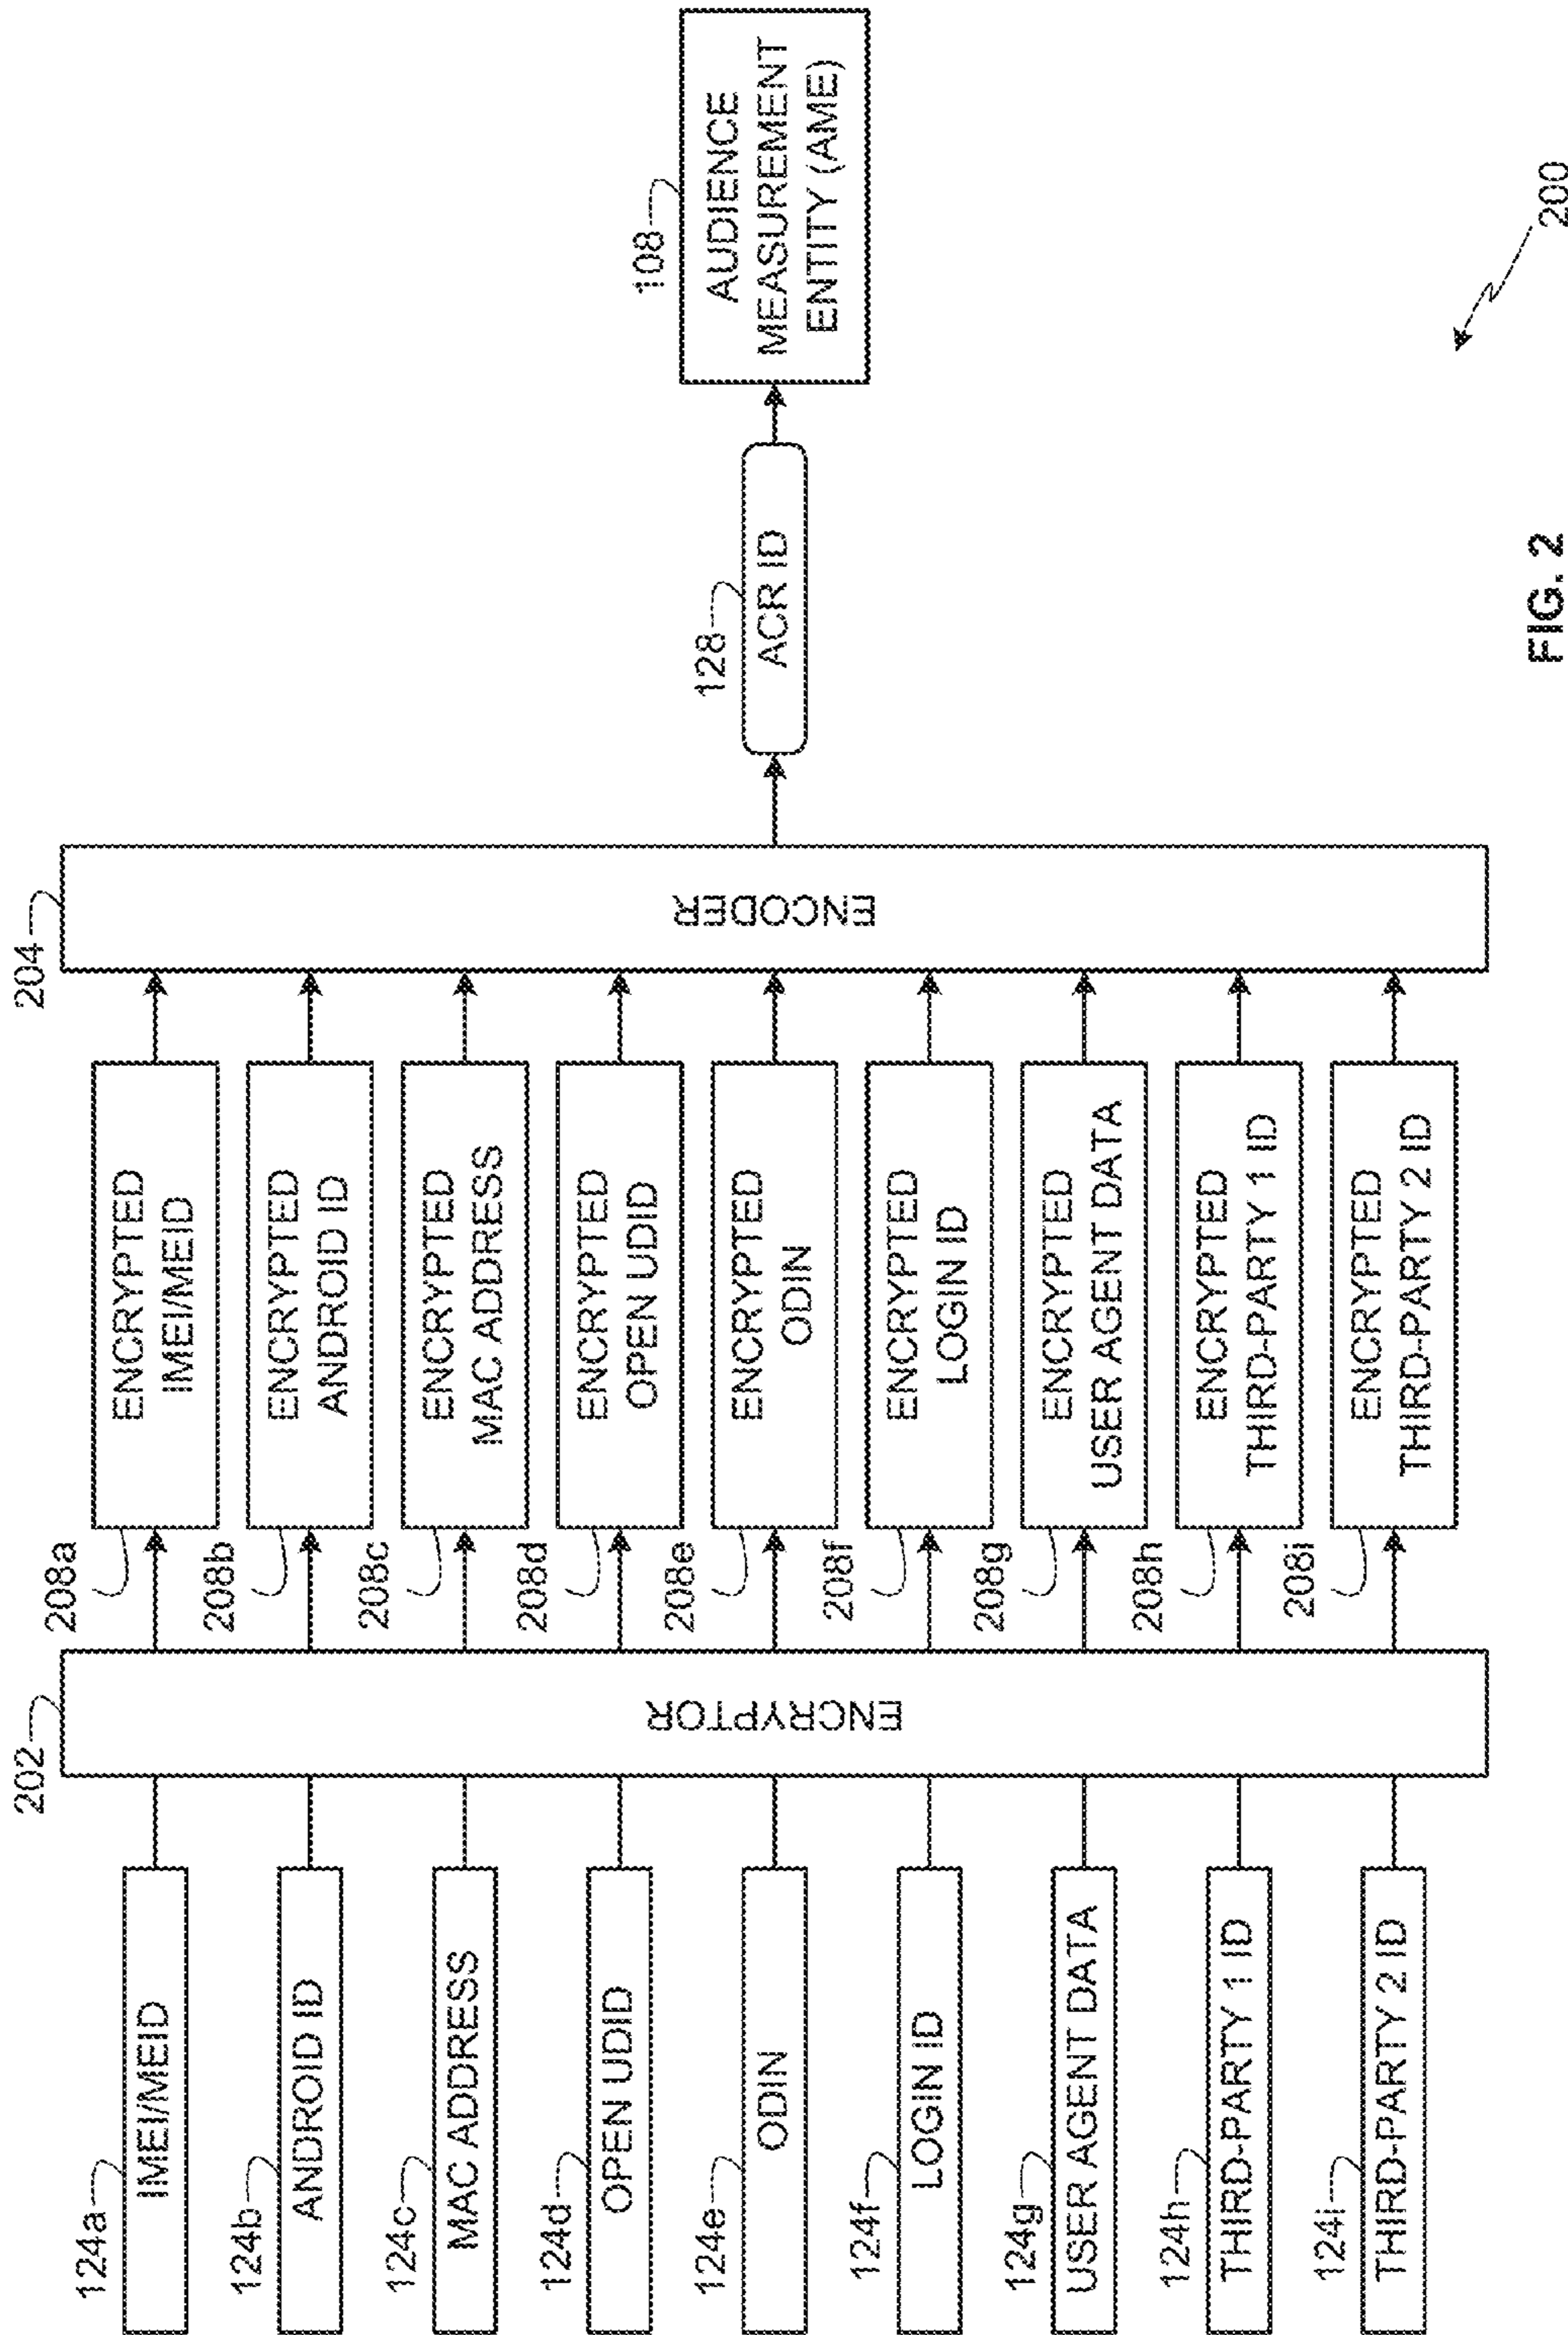 124a
IMEI/MEID
124b
ANDROID ID
124c
MAC ADDRESS
124d
OPEN UDID
124e
ODIN
124f
LOGIN ID
124g
USER AGENT DATA
124h
THIRD-PARTY 1 ID
124i
THIRD-PARTY 2 ID
202
ENCRYPTOR
208a
ENCRYPTED
IMEI/MEID
208b
ENCRYPTED
ANDROID ID
208c
ENCRYPTED
MAC ADDRESS
208d
ENCRYPTED
OPEN UDID
208e
ENCRYPTED
ODIN
208f
ENCRYPTED
LOGIN ID
208g
ENCRYPTED
USER AGENT DATA
208h
ENCRYPTED
THIRD-PARTY 1 ID
208i
ENCRYPTED
THIRD-PARTY 2 ID
204
ENCODER
128
ACR ID
108
AUDIENCE
MEASUREMENT
ENTITY (AME)
200
FIG. 2